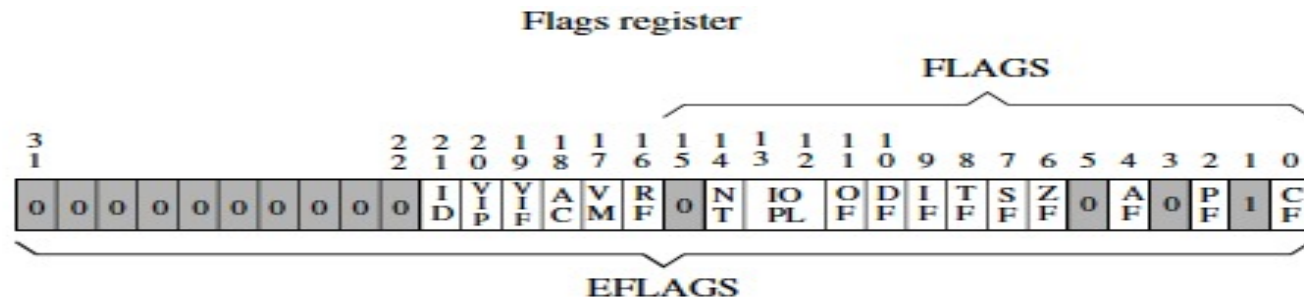 Flags register
FLAGS
31 22 21 20 19 18 17 16 15 14 13 12 11 10 9 8 7 6 5 4 3 2 1 0
0 0 0 0 0 0 0 0 0 0 ID VIP VIF AC VM RF 0 NT IOPL OF DF IF TF SF ZF 0 AF 0 PF 1 CF
EFLAGS